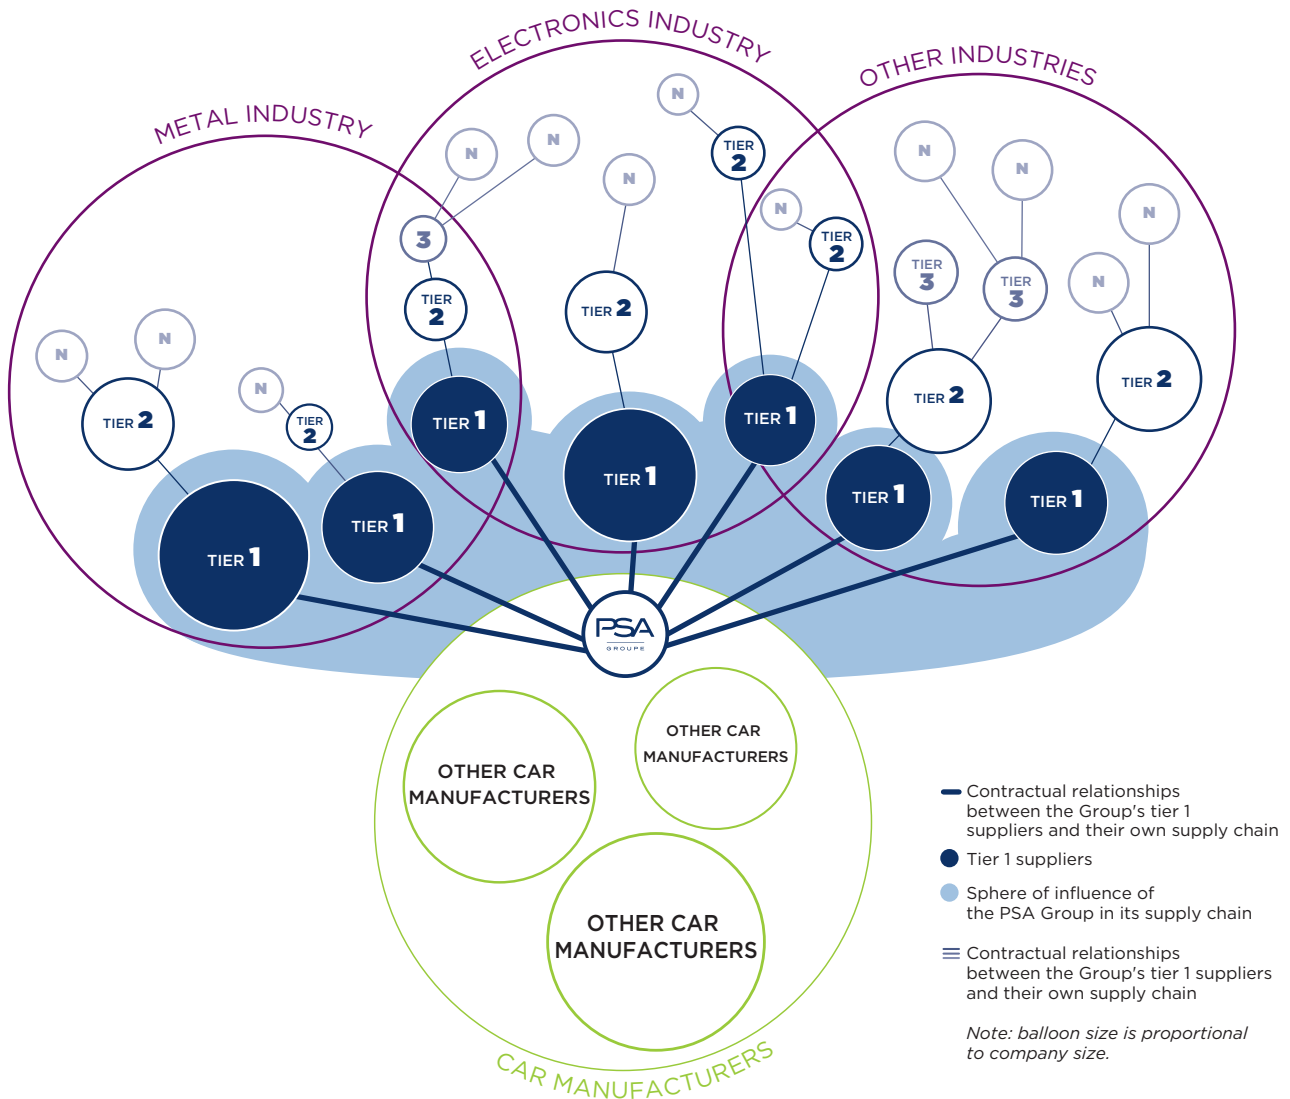 ELECTRONICS INDUSTRY
OTHER INDUSTRIES
METAL INDUSTRY
N
N
N
N
TIER
2
N
TIER
2
N
3
TIER
2
TIER 2
N
N
TIER
3
TIER
3
N
N
TIER 2
TIER 2
N
N
TIER 2
N
TIER
2
TIER 1
TIER 1
TIER 1
TIER 1
TIER 1
TIER 1
TIER 1
PSA
GROUPE
OTHER CAR
MANUFACTURERS
OTHER CAR
MANUFACTURERS
OTHER CAR
MANUFACTURERS
CAR MANUFACTURERS
Contractual relationships
between the Group's tier 1
suppliers and their own supply chain
Tier 1 suppliers
Sphere of influence of
the PSA Group in its supply chain
Contractual relationships
between the Group's tier 1 suppliers
and their own supply chain
Note: balloon size is proportional
to company size.